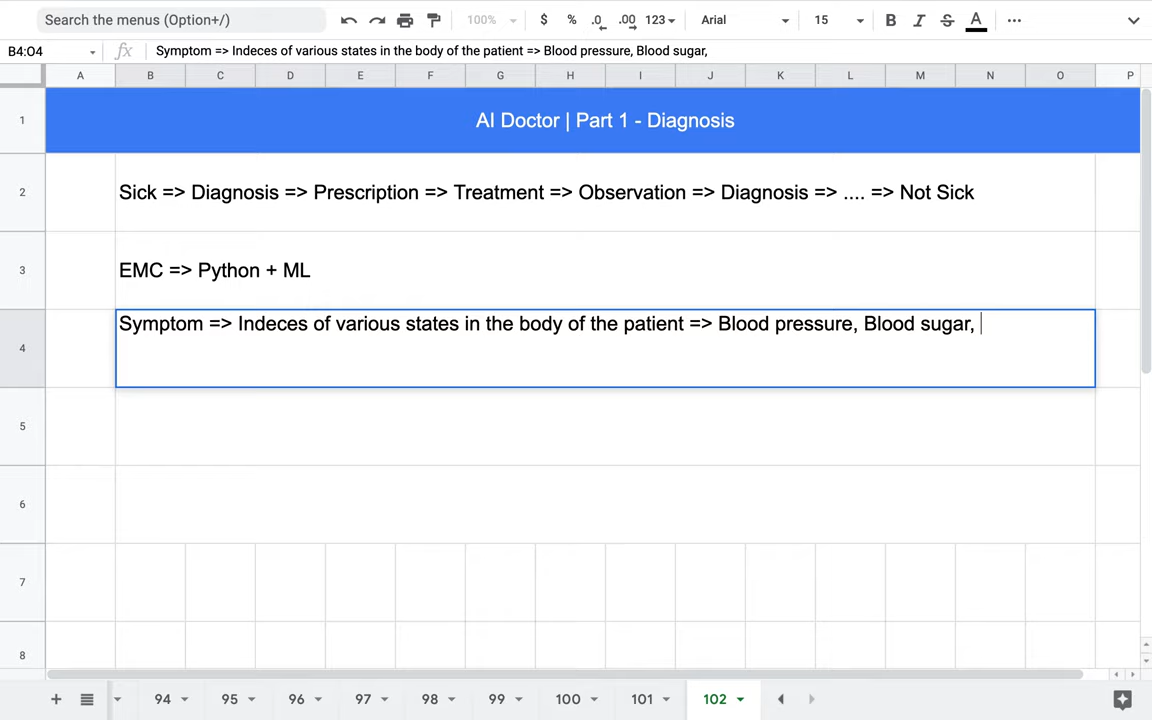 Search the menus (Option+/)
100%
$ % .0 .00 123
Arial
15
B I S A
B4:O4
fx
Symptom => Indeces of various states in the body of the patient => Blood pressure, Blood sugar,
A B C D E F G H I J K L M N O P
1
AI Doctor | Part 1 - Diagnosis
2
Sick => Diagnosis => Prescription => Treatment => Observation => Diagnosis => .... => Not Sick
3
EMC => Python + ML
4
Symptom => Indeces of various states in the body of the patient => Blood pressure, Blood sugar,
5
6
7
8
94 95 96 97 98 99 100 101 102